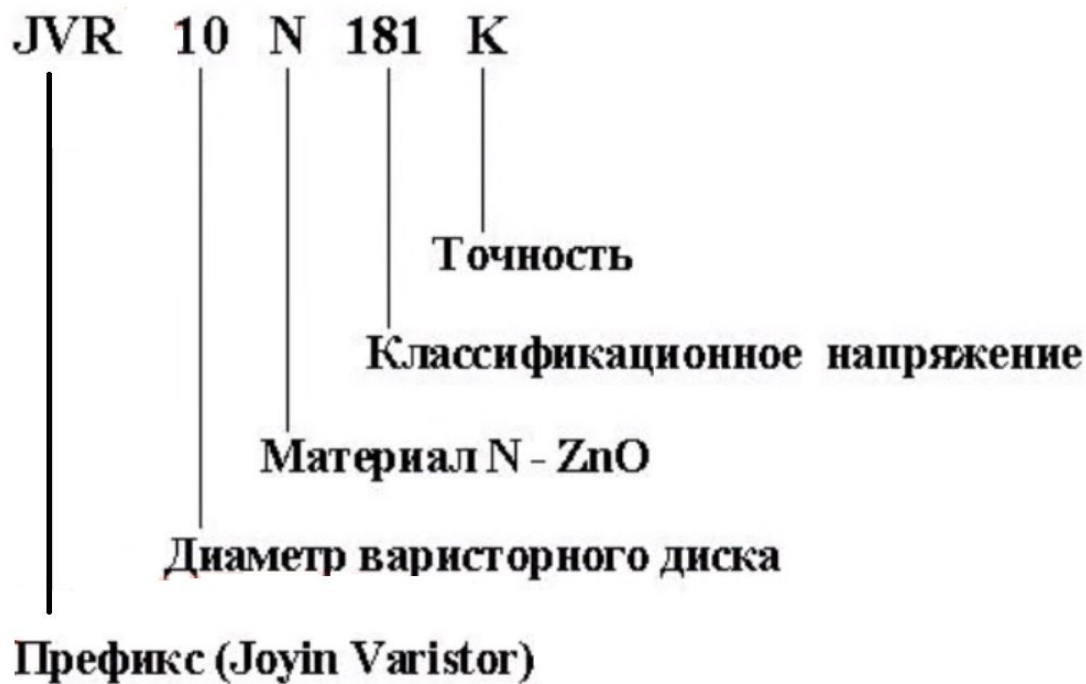 JVR 10 N 181 K
Точность
Классификационное напряжение
Материал N - ZnO
Диаметр варисторного диска
Префикс (Joyin Varistor)